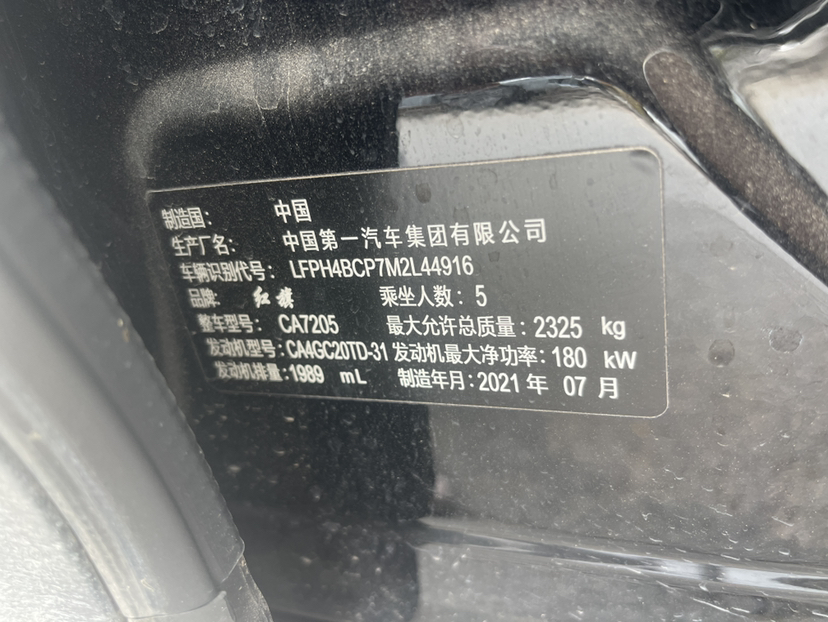 制造国： 中国
生产厂名： 中国第一汽车集团有限公司
车辆识别代号： LFPH4BCP7M2L44916
品牌： 红旗 乘坐人数：5
整车型号： CA7205 最大允许总质量：2325 kg
发动机型号：CA4GC20TD-31 发动机最大净功率：180 kW
发动机排量：1989 mL 制造年月：2021 年 07 月